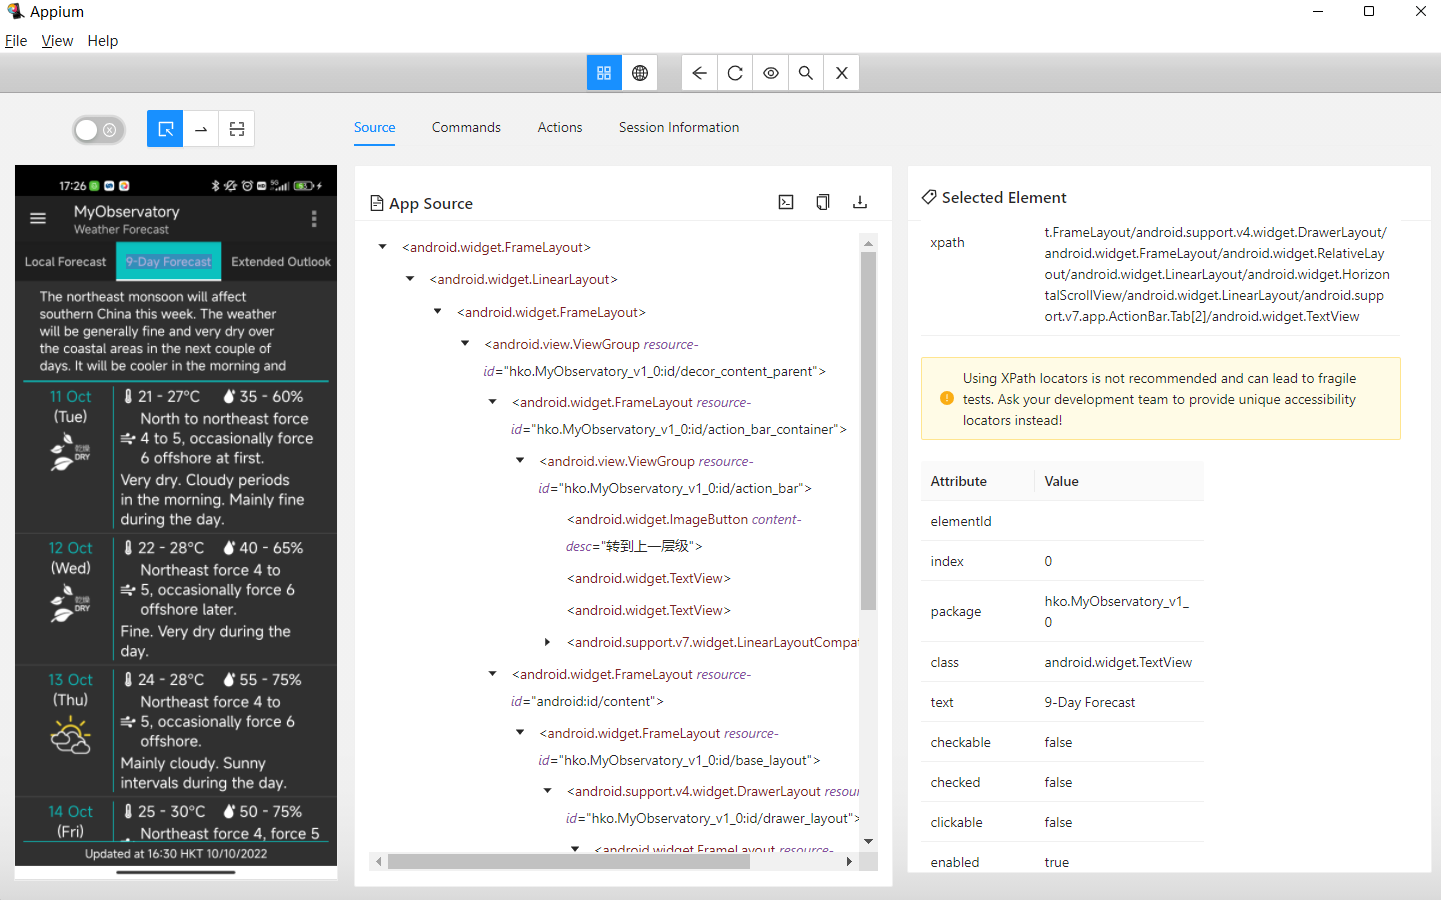 Appium
File View Help
Source Commands Actions Session Information
17:26
MyObservatory
Weather Forecast
Local Forecast 9-Day Forecast Extended Outlook
The northeast monsoon will affect
southern China this week. The weather
will be generally fine and very dry over
the coastal areas in the next couple of
days. It will be cooler in the morning and
11 Oct
(Tue)
乾燥
DRY
21 - 27°C 35 - 60%
North to northeast force
4 to 5, occasionally force
6 offshore at first.
Very dry. Cloudy periods
in the morning. Mainly fine
during the day.
12 Oct
(Wed)
乾燥
DRY
22 - 28°C 40 - 65%
Northeast force 4 to
5, occasionally force 6
offshore later.
Fine. Very dry during the
day.
13 Oct
(Thu)
24 - 28°C 55 - 75%
Northeast force 4 to
5, occasionally force 6
offshore.
Mainly cloudy. Sunny
intervals during the day.
14 Oct
(Fri)
25 - 30°C 50 - 75%
Northeast force 4, force 5
Updated at 16:30 HKT 10/10/2022
App Source
<android.widget.FrameLayout>
<android.widget.LinearLayout>
<android.widget.FrameLayout>
<android.view.ViewGroup resource-
id="hko.MyObservatory_v1_0:id/decor_content_parent">
<android.widget.FrameLayout resource-
id="hko.MyObservatory_v1_0:id/action_bar_container">
<android.view.ViewGroup resource-
id="hko.MyObservatory_v1_0:id/action_bar">
<android.widget.ImageButton content-
desc="转到上一层级">
<android.widget.TextView>
<android.widget.TextView>
<android.support.v7.widget.LinearLayoutCompat
<android.widget.FrameLayout resource-
id="android:id/content">
<android.widget.FrameLayout resource-
id="hko.MyObservatory_v1_0:id/base_layout">
<android.support.v4.widget.DrawerLayout resour
id="hko.MyObservatory_v1_0:id/drawer_layout">
<android.widget.FrameLayout resource-
Selected Element
xpath
t.FrameLayout/android.support.v4.widget.DrawerLayout/
android.widget.FrameLayout/android.widget.RelativeLay
out/android.widget.LinearLayout/android.widget.Horizon
talScrollView/android.widget.LinearLayout/android.supp
ort.v7.app.ActionBar.Tab[2]/android.widget.TextView
Using XPath locators is not recommended and can lead to fragile
tests. Ask your development team to provide unique accessibility
locators instead!
Attribute Value
elementId
index 0
package hko.MyObservatory_v1_
0
class android.widget.TextView
text 9-Day Forecast
checkable false
checked false
clickable false
enabled true